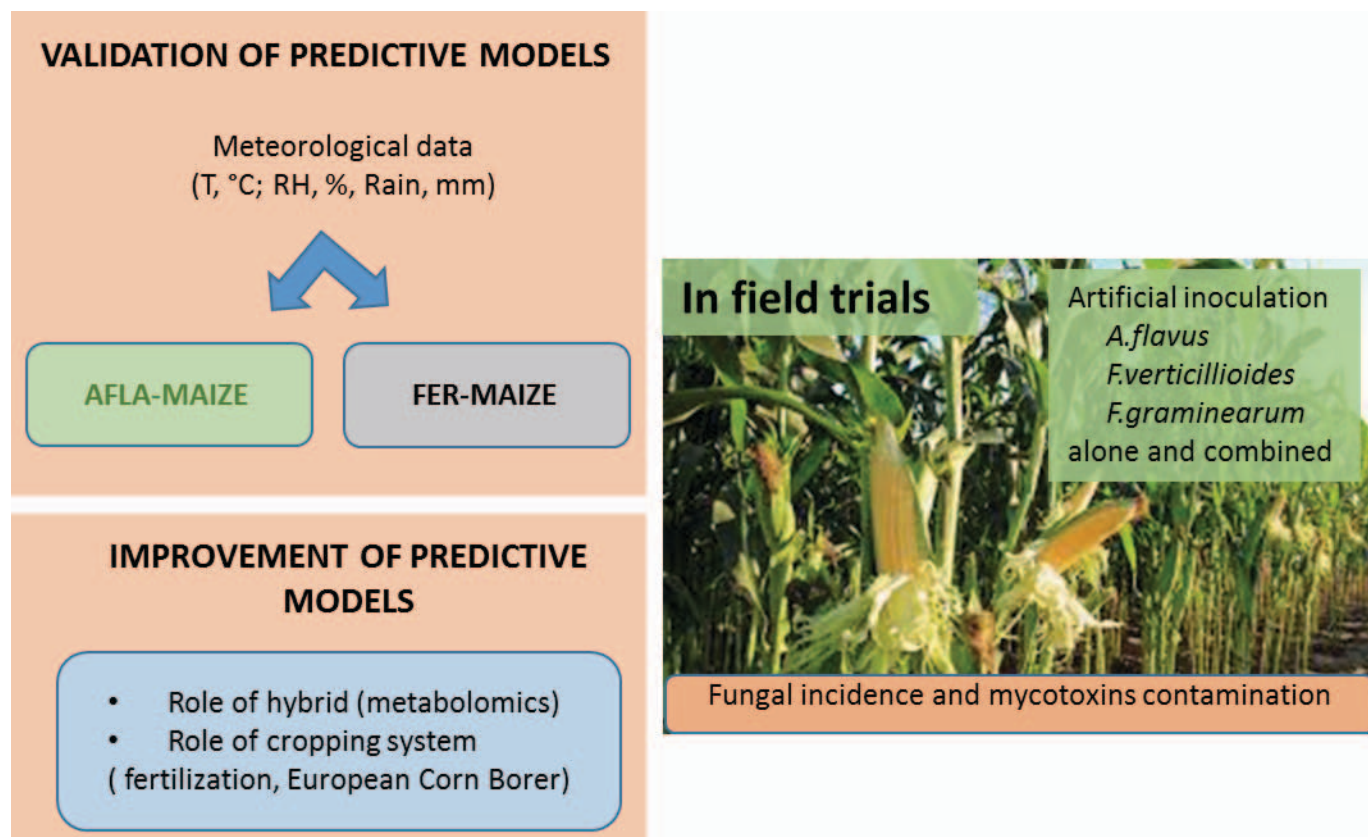 VALIDATION OF PREDICTIVE MODELS
Meteorological data
(T, °C; RH, %, Rain, mm)
AFLA-MAIZE
FER-MAIZE
IMPROVEMENT OF PREDICTIVE
MODELS
• Role of hybrid (metabolomics)
• Role of cropping system
( fertilization, European Corn Borer)
In field trials
Artificial inoculation
A.flavus
F.verticillioides
F.graminearum
alone and combined
Fungal incidence and mycotoxins contamination